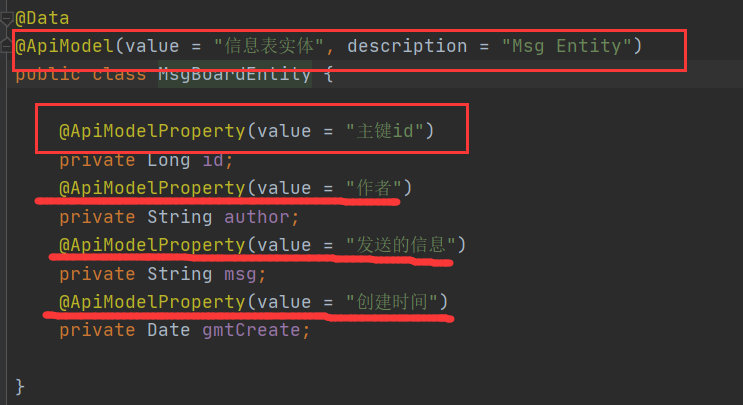 @Data
@ApiModel(value = "信息表实体", description = "Msg Entity")
public class MsgBoardEntity {
@ApiModelProperty(value = "主键id")
private Long id;
@ApiModelProperty(value = "作者")
private String author;
@ApiModelProperty(value = "发送的信息")
private String msg;
@ApiModelProperty(value = "创建时间")
private Date gmtCreate;
}